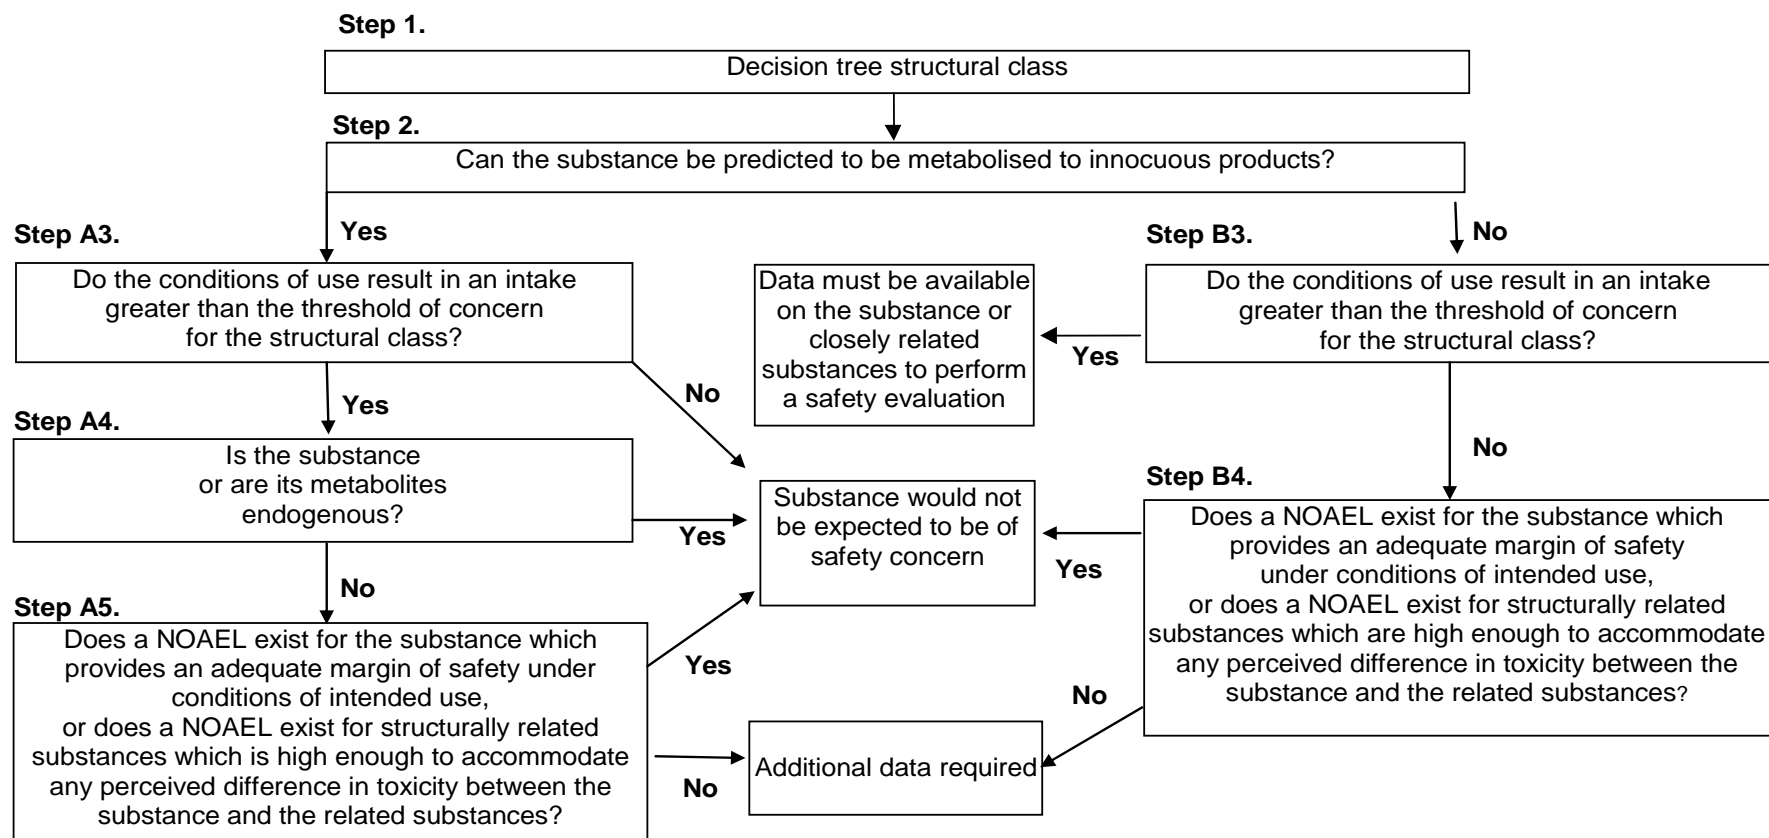 Step 1.
Decision tree structural class
Step 2.
Can the substance be predicted to be metabolised to innocuous products?
Yes
No
Step A3.
Do the conditions of use result in an intake
greater than the threshold of concern
for the structural class?
Data must be available
on the substance or
closely related
substances to perform
a safety evaluation
Step B3.
Do the conditions of use result in an intake
greater than the threshold of concern
for the structural class?
Yes
Yes
No
No
Step A4.
Is the substance
or are its metabolites
endogenous?
Yes
Substance would not
be expected to be of
safety concern
Yes
Step B4.
Does a NOAEL exist for the substance which
provides an adequate margin of safety
under conditions of intended use,
or does a NOAEL exist for structurally related
substances which are high enough to accommodate
any perceived difference in toxicity between the
substance and the related substances?
No
Step A5.
Does a NOAEL exist for the substance which
provides an adequate margin of safety under
conditions of intended use,
or does a NOAEL exist for structurally related
substances which is high enough to accommodate
any perceived difference in toxicity between the
substance and the related substances?
Yes
No
No
Additional data required